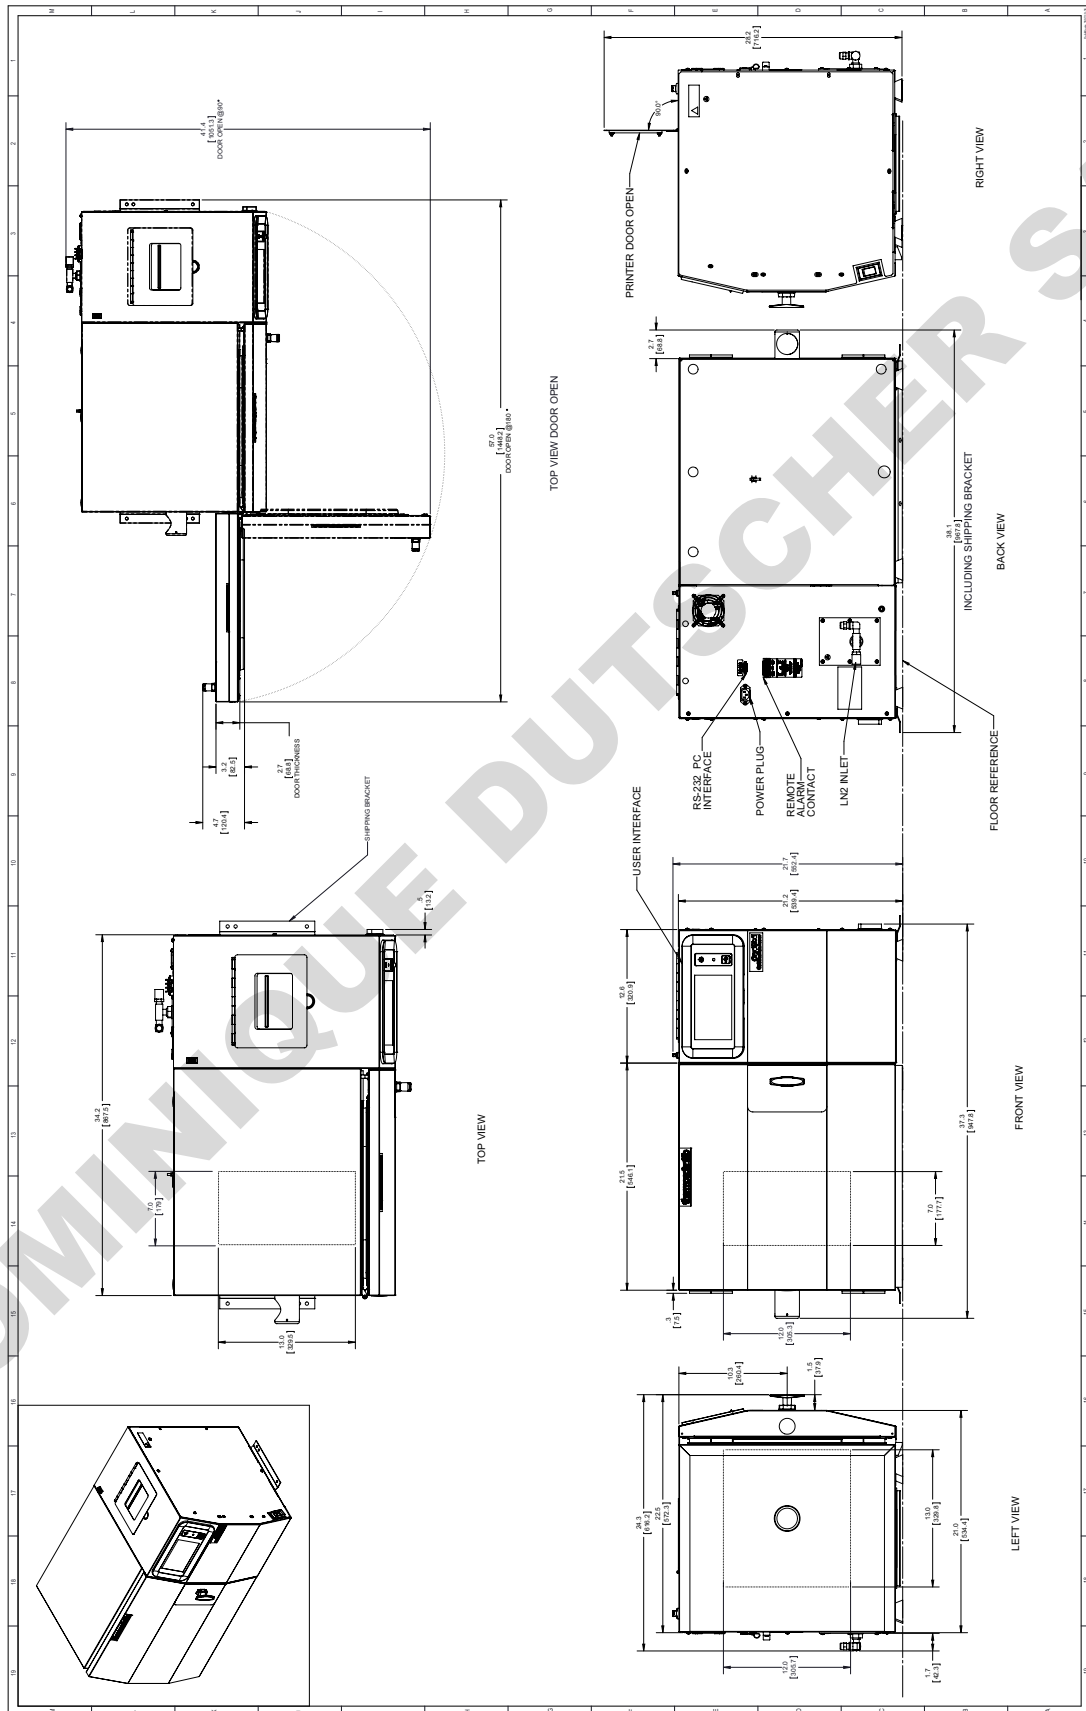 41.4
[1051.3]
DOOR OPEN @90°
57.0
[1448.2]
DOOR OPEN @180°
TOP VIEW DOOR OPEN
3.2
[82.5]
2.7
[68.8]
DOOR THICKNESS
4.7
[120.4]
34.2
[867.5]
7.0
[179]
13.0
[329.5]
.5
[13.2]
SHIPPING BRACKET
TOP VIEW
28.2
[716.2]
90.0°
PRINTER DOOR OPEN
RIGHT VIEW
2.7
[68.8]
38.1
[967.8]
INCLUDING SHIPPING BRACKET
BACK VIEW
RS-232 PC
INTERFACE
POWER PLUG
REMOTE
ALARM
CONTACT
LN2 INLET
FLOOR REFERENCE
USER INTERFACE
21.7
[552.4]
21.2
[539.4]
12.6
[320.9]
21.5
[546.1]
37.3
[947.8]
7.0
[177.7]
.3
[7.5]
12.0
[305.3]
FRONT VIEW
10.3
[260.4]
1.5
[37.9]
24.3
[616.2]
22.5
[572.3]
13.0
[329.8]
21.0
[534.4]
12.0
[305.7]
1.7
[42.3]
LEFT VIEW
OMINIQUE DUTSCHER S